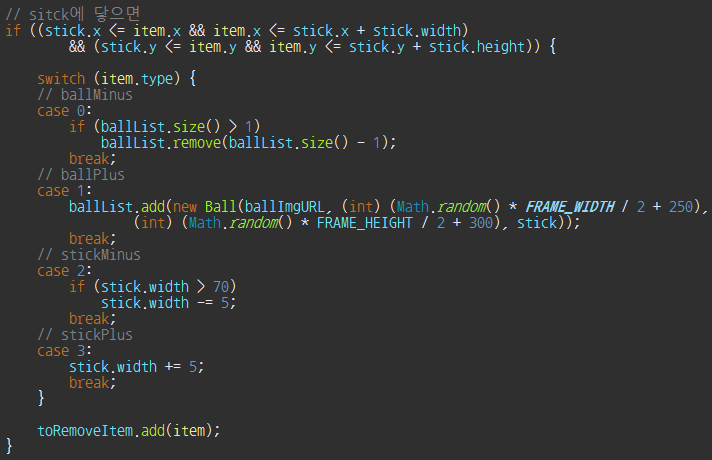 // sitck에 닿으면
if ((stick.x <= item.x && item.x <= stick.x + stick.width)
        && (stick.y <= item.y && item.y <= stick.y + stick.height)) {

    switch (item.type) {
    // ballMinus
    case 0:
        if (ballList.size() > 1)
            ballList.remove(ballList.size() - 1);
        break;
    // ballPlus
    case 1:
        ballList.add(new Ball(ballImgURL, (int) (Math.random() * FRAME_WIDTH / 2 + 250),
                (int) (Math.random() * FRAME_HEIGHT / 2 + 300), stick));
        break;
    // stickMinus
    case 2:
        if (stick.width > 70)
            stick.width -= 5;
        break;
    // stickPlus
    case 3:
        stick.width += 5;
        break;
    }

    toRemoveItem.add(item);
}